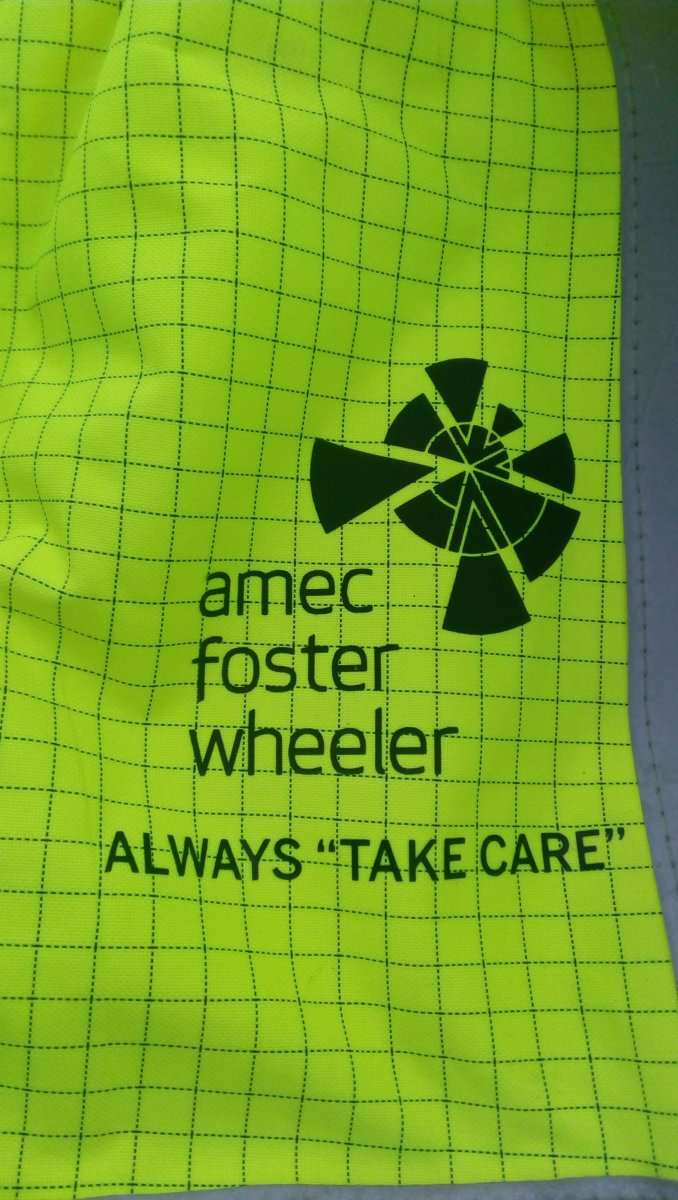 amec
foster
wheeler
ALWAYS “TAKE CARE”